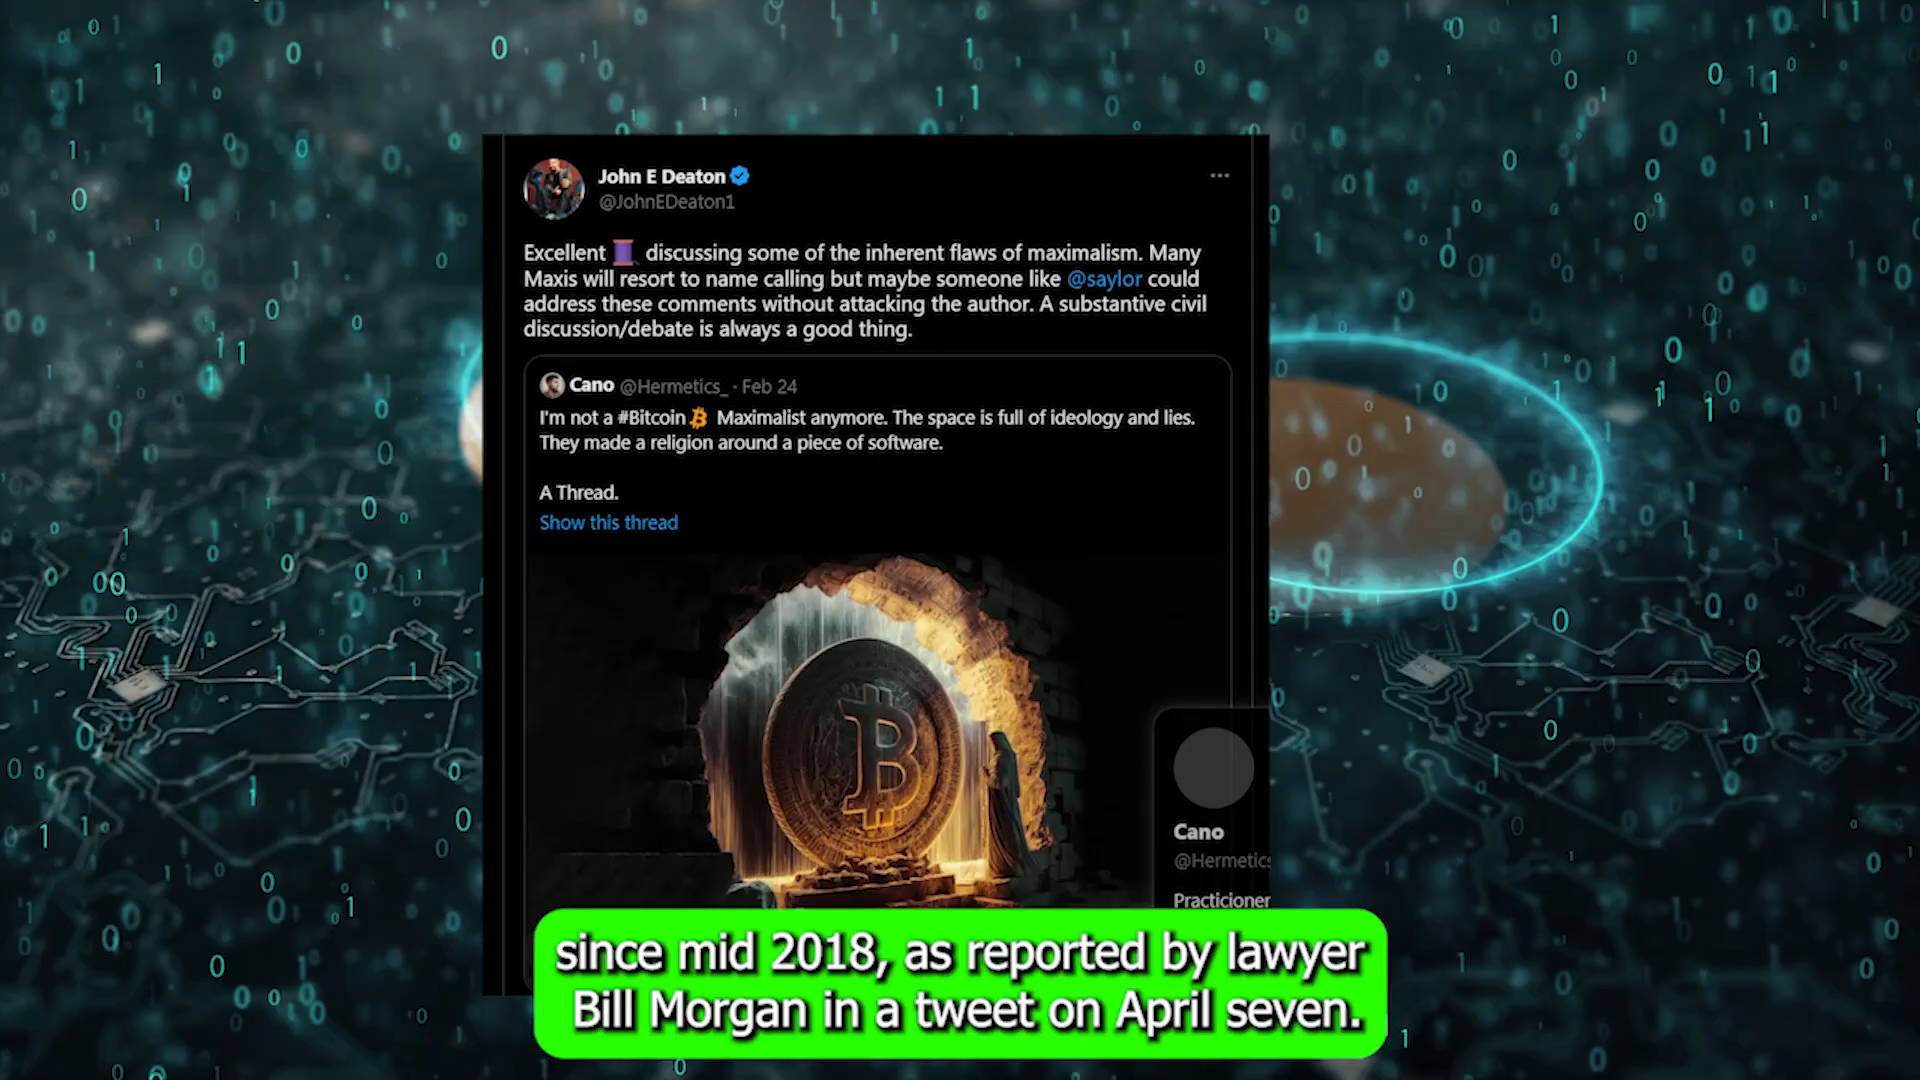 John E Deaton
@JohnEDeaton1
Excellent 🧵 discussing some of the inherent flaws of maximalism. Many
Maxis will resort to name calling but maybe someone like @saylor could
address these comments without attacking the author. A substantive civil
discussion/debate is always a good thing.
Cano @Hermetics_ · Feb 24
I'm not a #Bitcoin Maximalist anymore. The space is full of ideology and lies.
They made a religion around a piece of software.
A Thread.
Show this thread
Cano
@Hermetics
Practicioner
since mid 2018, as reported by lawyer
Bill Morgan in a tweet on April seven.